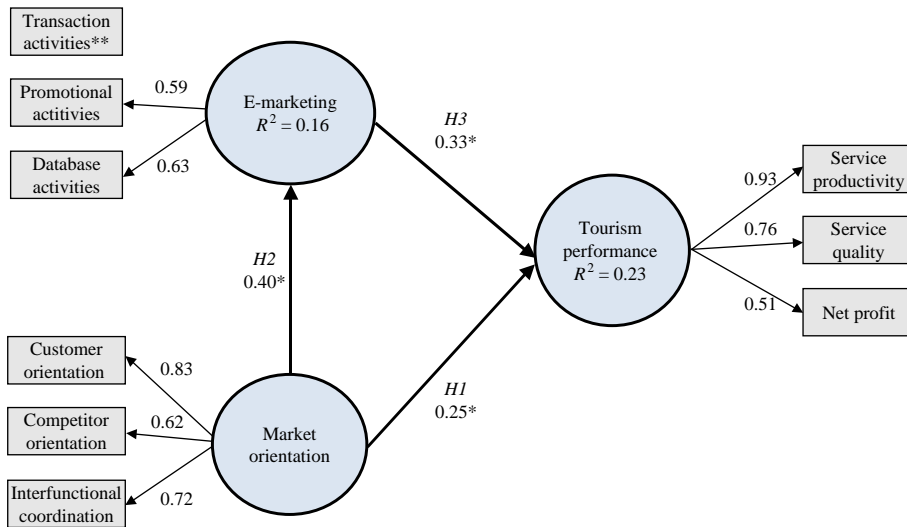 Transaction
activities**
Promotional
actitivies
Database
activities
0.59
0.63
E-marketing
R² = 0.16
H3
0.33*
H2
0.40*
Tourism
performance
R² = 0.23
0.93
0.76
0.51
Service
productivity
Service
quality
Net profit
Customer
orientation
Competitor
orientation
Interfunctional
coordination
0.83
0.62
0.72
Market
orientation
H1
0.25*